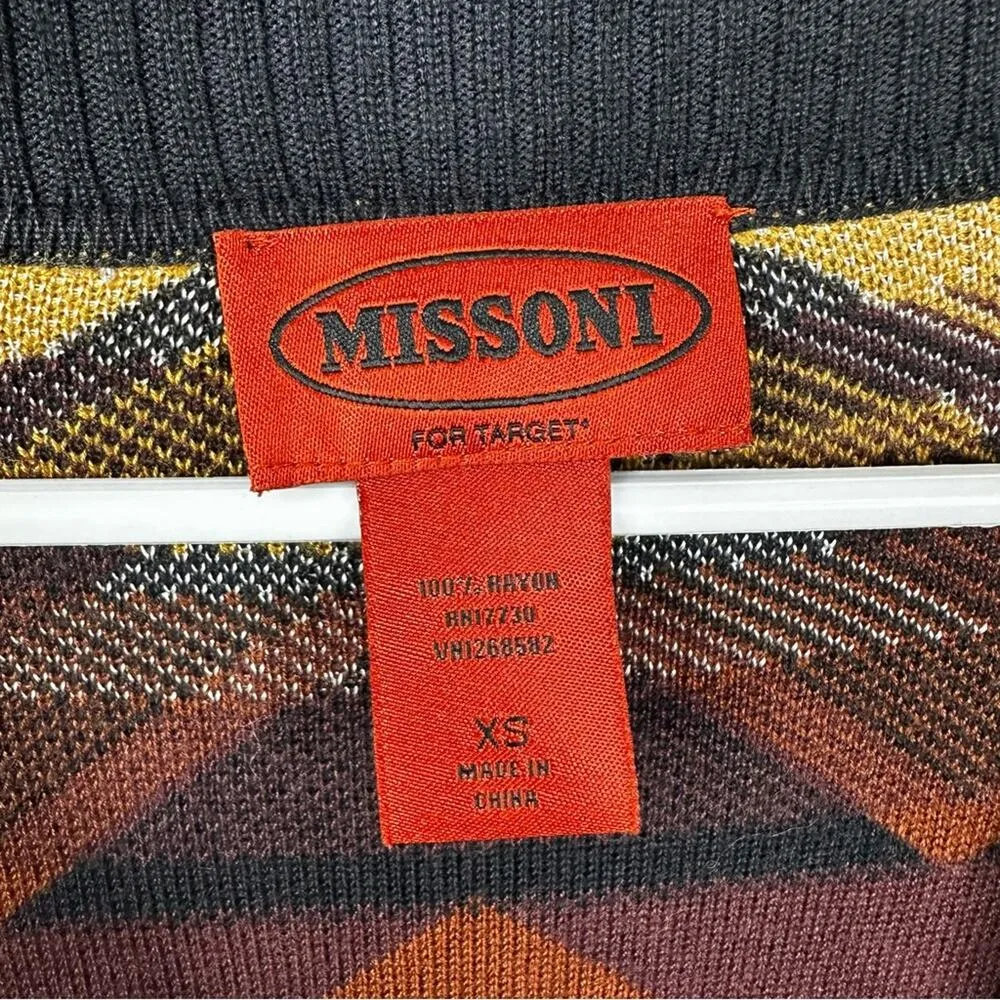 MISSONI
FOR TARGET*
100% RAYON
RN17730
VN1268582
XS
MADE IN
CHINA